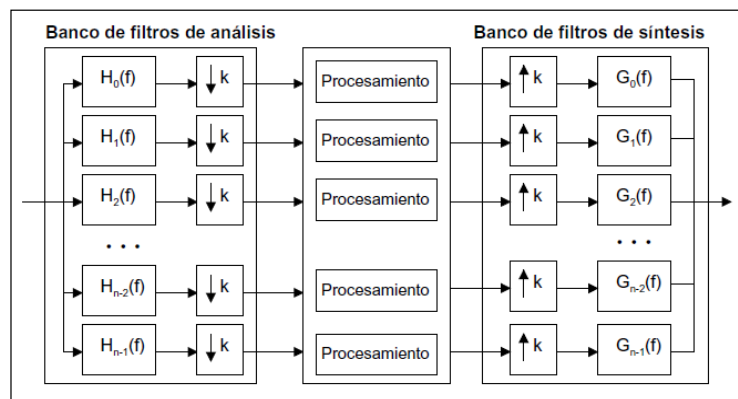 Banco de filtros de análisis
Banco de filtros de síntesis
H0(f) ↓ k Procesamiento ↑ k G0(f)
H1(f) ↓ k Procesamiento ↑ k G1(f)
H2(f) ↓ k Procesamiento ↑ k G2(f)
. . . . . .
Hn-2(f) ↓ k Procesamiento ↑ k Gn-2(f)
Hn-1(f) ↓ k Procesamiento ↑ k Gn-1(f)